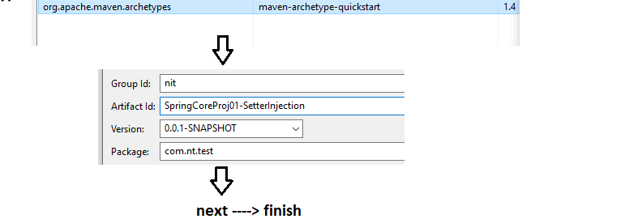 org.apache.maven.archetypes maven-archetype-quickstart 1.4
Group Id: nit
Artifact Id: SpringCoreProj01-SetterInjection
Version: 0.0.1-SNAPSHOT
Package: com.nt.test
next ----> finish